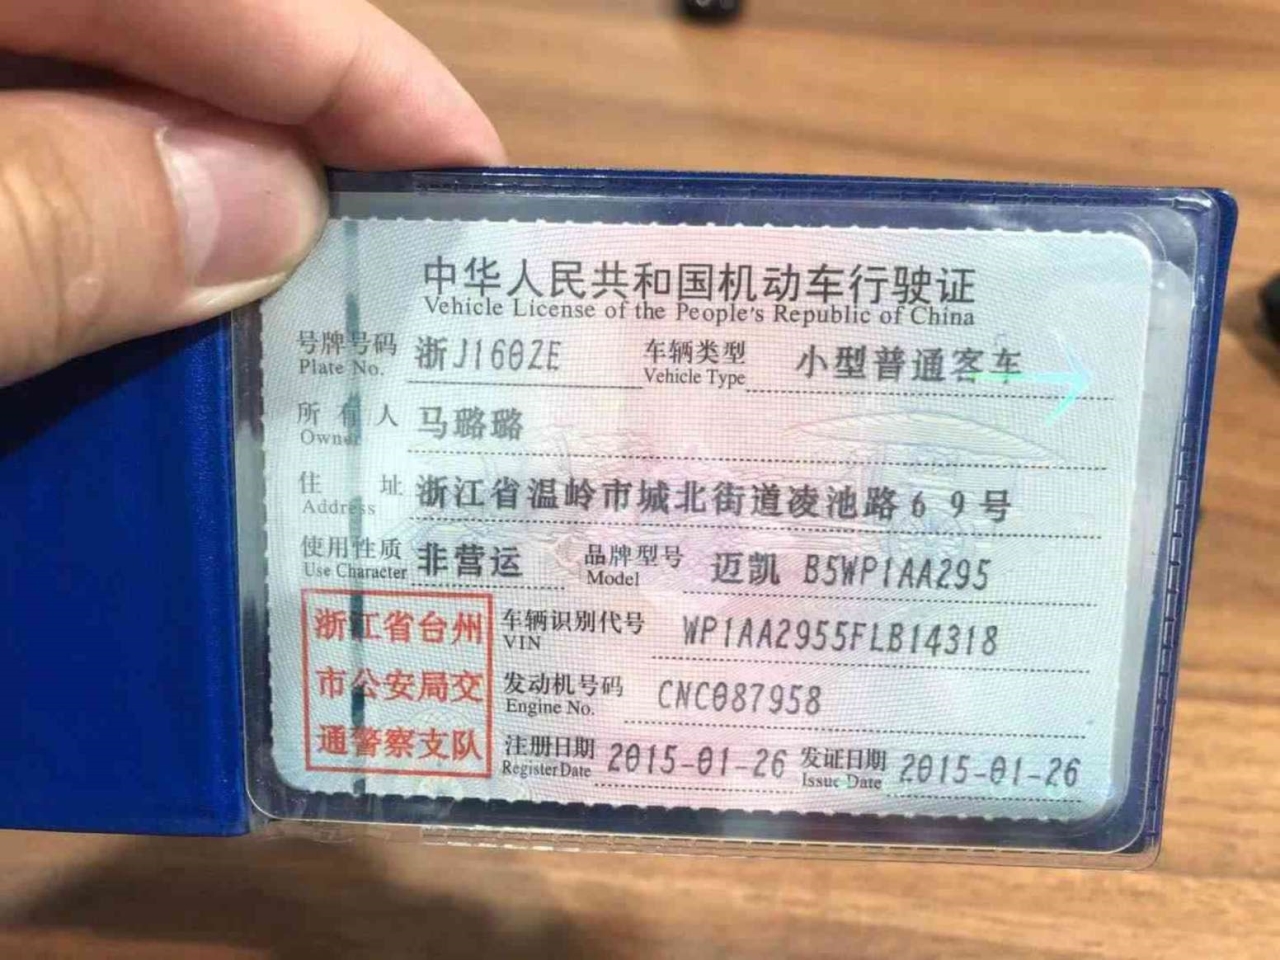 中华人民共和国机动车行驶证
Vehicle License of the People's Republic of China
号牌号码 浙J160ZE 车辆类型 小型普通客车
Plate No. Vehicle Type
所有人 马璐璐
Owner
住址 浙江省温岭市城北街道凌池路69号
Address
使用性质 非营运 品牌型号 迈凯 B5WP1AA295
Use Character Model
浙江省台州
市公安局交
通警察支队
车辆识别代号 WP1AA2955FLB14318
VIN
发动机号码 CNC087958
Engine No.
注册日期 2015-01-26 发证日期 2015-01-26
Register Date Issue Date